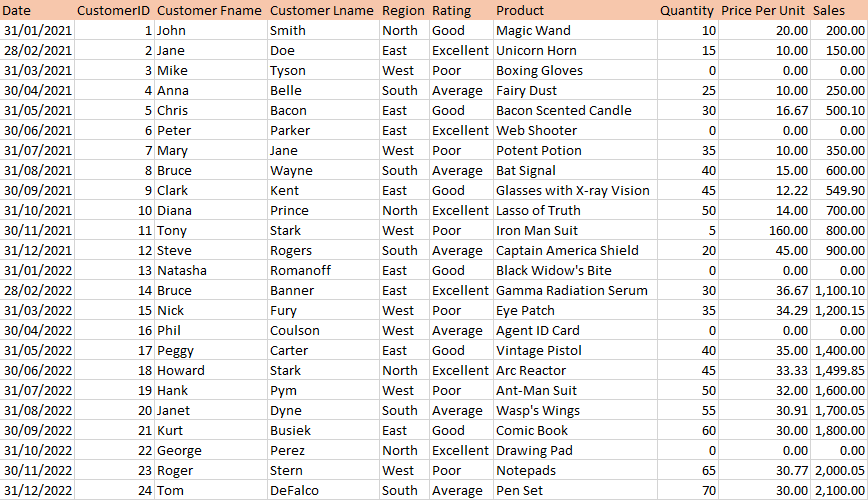 Date CustomerID Customer Fname Customer Lname Region Rating Product Quantity Price Per Unit Sales
31/01/2021 1 John Smith North Good Magic Wand 10 20.00 200.00
28/02/2021 2 Jane Doe East Excellent Unicorn Horn 15 10.00 150.00
31/03/2021 3 Mike Tyson West Poor Boxing Gloves 0 0.00 0.00
30/04/2021 4 Anna Belle South Average Fairy Dust 25 10.00 250.00
31/05/2021 5 Chris Bacon East Good Bacon Scented Candle 30 16.67 500.10
30/06/2021 6 Peter Parker East Excellent Web Shooter 0 0.00 0.00
31/07/2021 7 Mary Jane West Poor Potent Potion 35 10.00 350.00
31/08/2021 8 Bruce Wayne South Average Bat Signal 40 15.00 600.00
30/09/2021 9 Clark Kent East Good Glasses with X-ray Vision 45 12.22 549.90
31/10/2021 10 Diana Prince North Excellent Lasso of Truth 50 14.00 700.00
30/11/2021 11 Tony Stark West Poor Iron Man Suit 5 160.00 800.00
31/12/2021 12 Steve Rogers South Average Captain America Shield 20 45.00 900.00
31/01/2022 13 Natasha Romanoff East Good Black Widow's Bite 0 0.00 0.00
28/02/2022 14 Bruce Banner East Excellent Gamma Radiation Serum 30 36.67 1,100.10
31/03/2022 15 Nick Fury West Poor Eye Patch 35 34.29 1,200.15
30/04/2022 16 Phil Coulson West Average Agent ID Card 0 0.00 0.00
31/05/2022 17 Peggy Carter East Good Vintage Pistol 40 35.00 1,400.00
30/06/2022 18 Howard Stark North Excellent Arc Reactor 45 33.33 1,499.85
31/07/2022 19 Hank Pym West Poor Ant-Man Suit 50 32.00 1,600.00
31/08/2022 20 Janet Dyne South Average Wasp's Wings 55 30.91 1,700.05
30/09/2022 21 Kurt Busiek East Good Comic Book 60 30.00 1,800.00
31/10/2022 22 George Perez North Excellent Drawing Pad 0 0.00 0.00
30/11/2022 23 Roger Stern West Poor Notepads 65 30.77 2,000.05
31/12/2022 24 Tom DeFalco South Average Pen Set 70 30.00 2,100.00